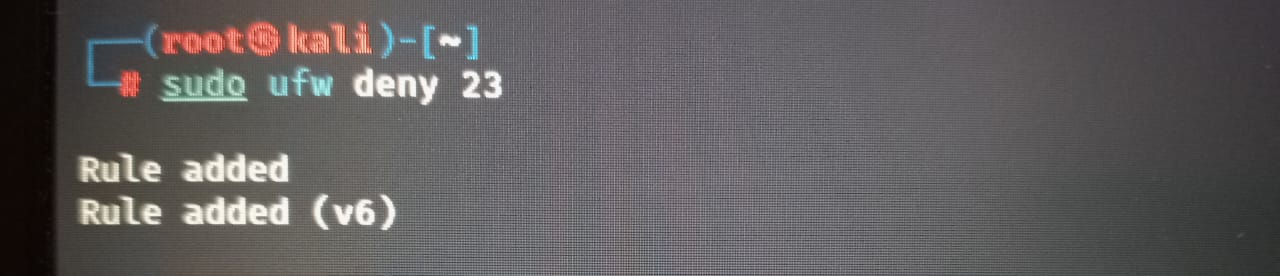 ┌──(root㉿kali)-[~]
└─# sudo ufw deny 23
Rule added
Rule added (v6)